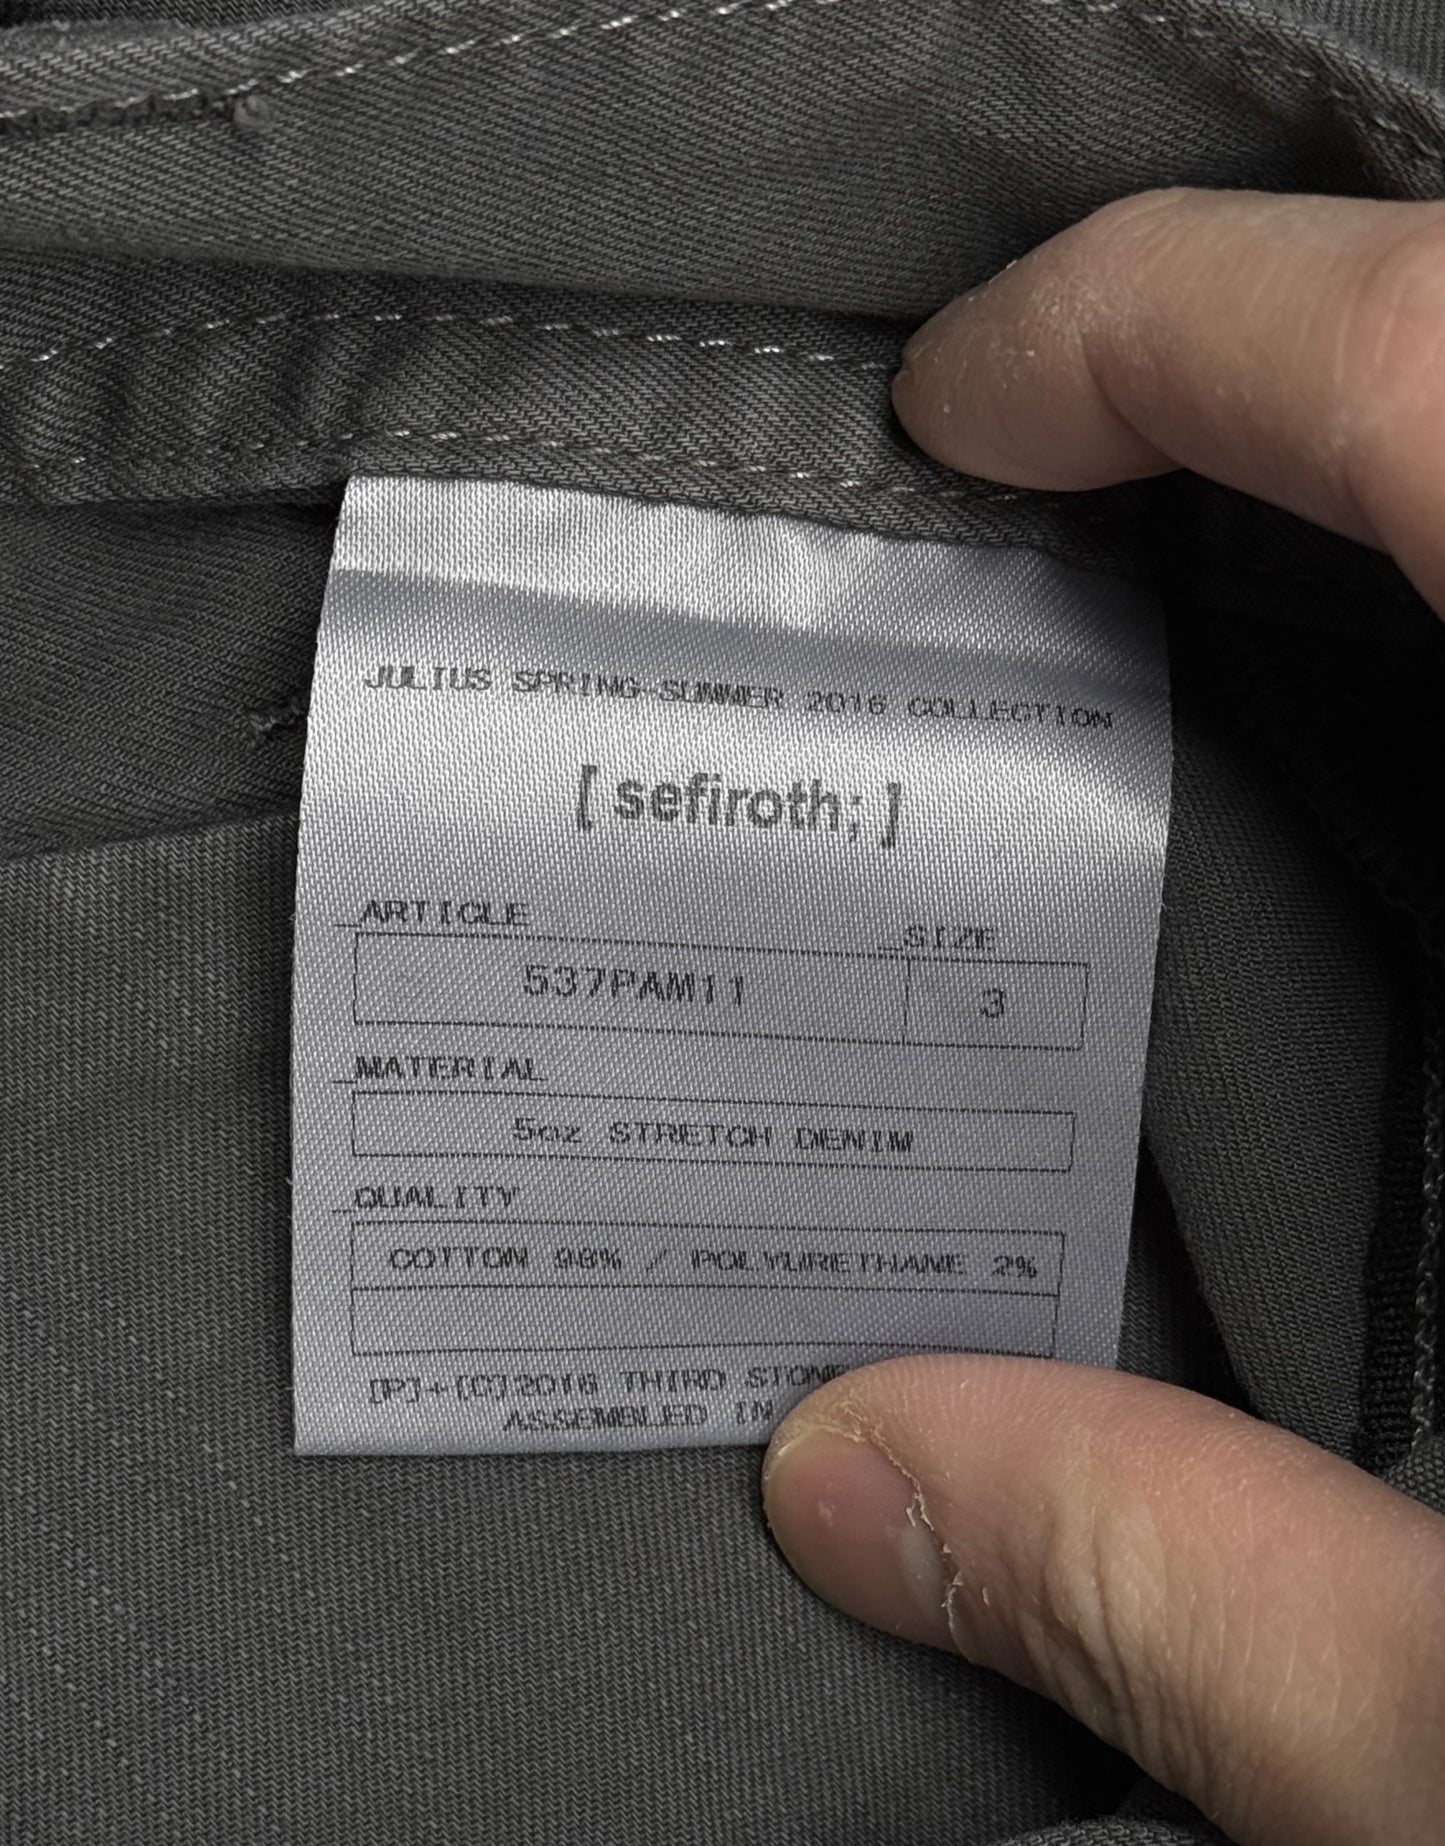 JULIUS SPRING-SUMMER 2016 COLLECTION
[ sefiroth; ]
_ARTICLE _SIZE
537PAM11 3
_MATERIAL
5oz STRETCH DENIM
_QUALITY
COTTON 98% / POLYURETHANE 2%
[P]+[C]2016 THIRD STONE
ASSEMBLED IN